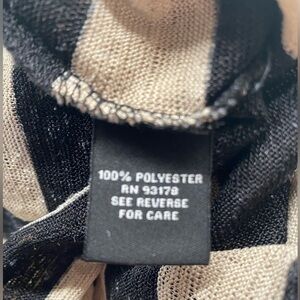 100% POLYESTER
RN 93178
SEE REVERSE
FOR CARE